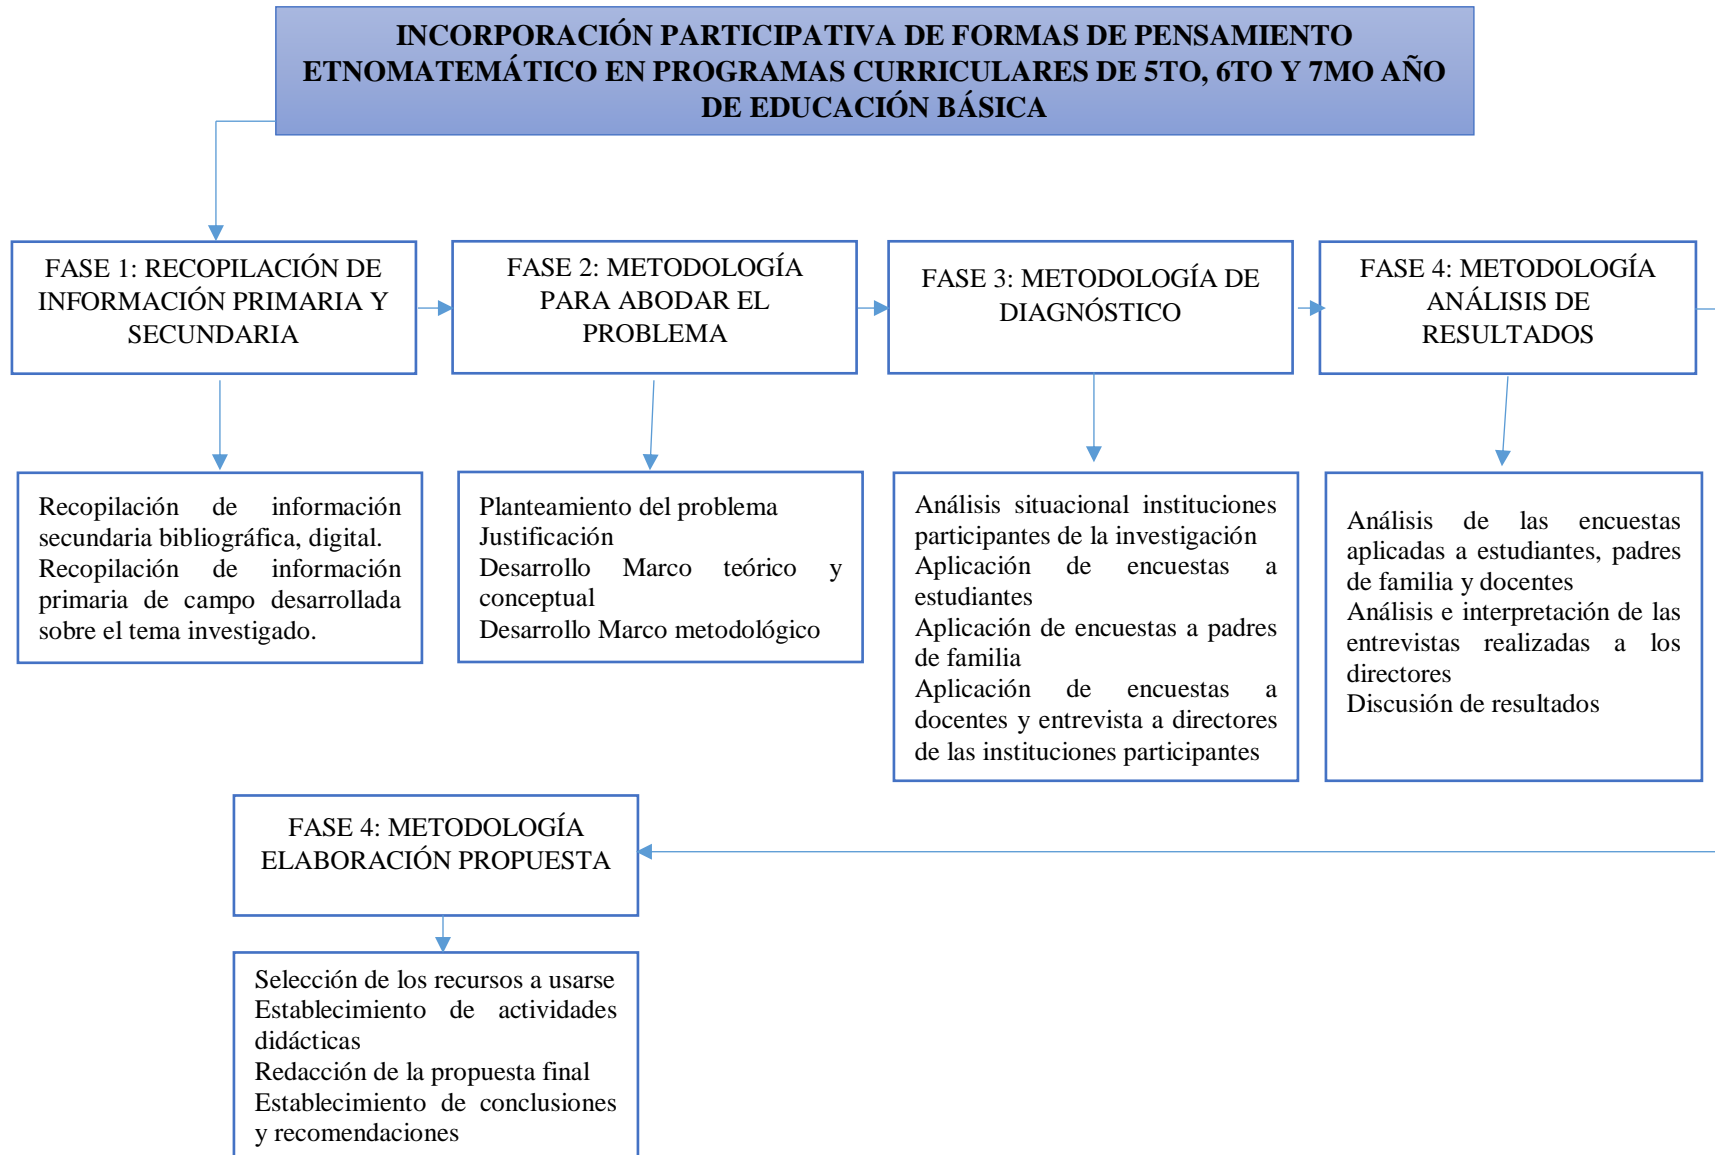 INCORPORACIÓN PARTICIPATIVA DE FORMAS DE PENSAMIENTO
ETNOMATEMÁTICO EN PROGRAMAS CURRICULARES DE 5TO, 6TO Y 7MO AÑO
DE EDUCACIÓN BÁSICA
FASE 1: RECOPILACIÓN DE
INFORMACIÓN PRIMARIA Y
SECUNDARIA
FASE 2: METODOLOGÍA
PARA ABODAR EL
PROBLEMA
FASE 3: METODOLOGÍA DE
DIAGNÓSTICO
FASE 4: METODOLOGÍA
ANÁLISIS DE
RESULTADOS
Recopilación de información
secundaria bibliográfica, digital.
Recopilación de información
primaria de campo desarrollada
sobre el tema investigado.
Planteamiento del problema
Justificación
Desarrollo Marco teórico y
conceptual
Desarrollo Marco metodológico
Análisis situacional instituciones
participantes de la investigación
Aplicación de encuestas a
estudiantes
Aplicación de encuestas a padres
de familia
Aplicación de encuestas a
docentes y entrevista a directores
de las instituciones participantes
Análisis de las encuestas
aplicadas a estudiantes, padres
de familia y docentes
Análisis e interpretación de las
entrevistas realizadas a los
directores
Discusión de resultados
FASE 4: METODOLOGÍA
ELABORACIÓN PROPUESTA
Selección de los recursos a usarse
Establecimiento de actividades
didácticas
Redacción de la propuesta final
Establecimiento de conclusiones
y recomendaciones